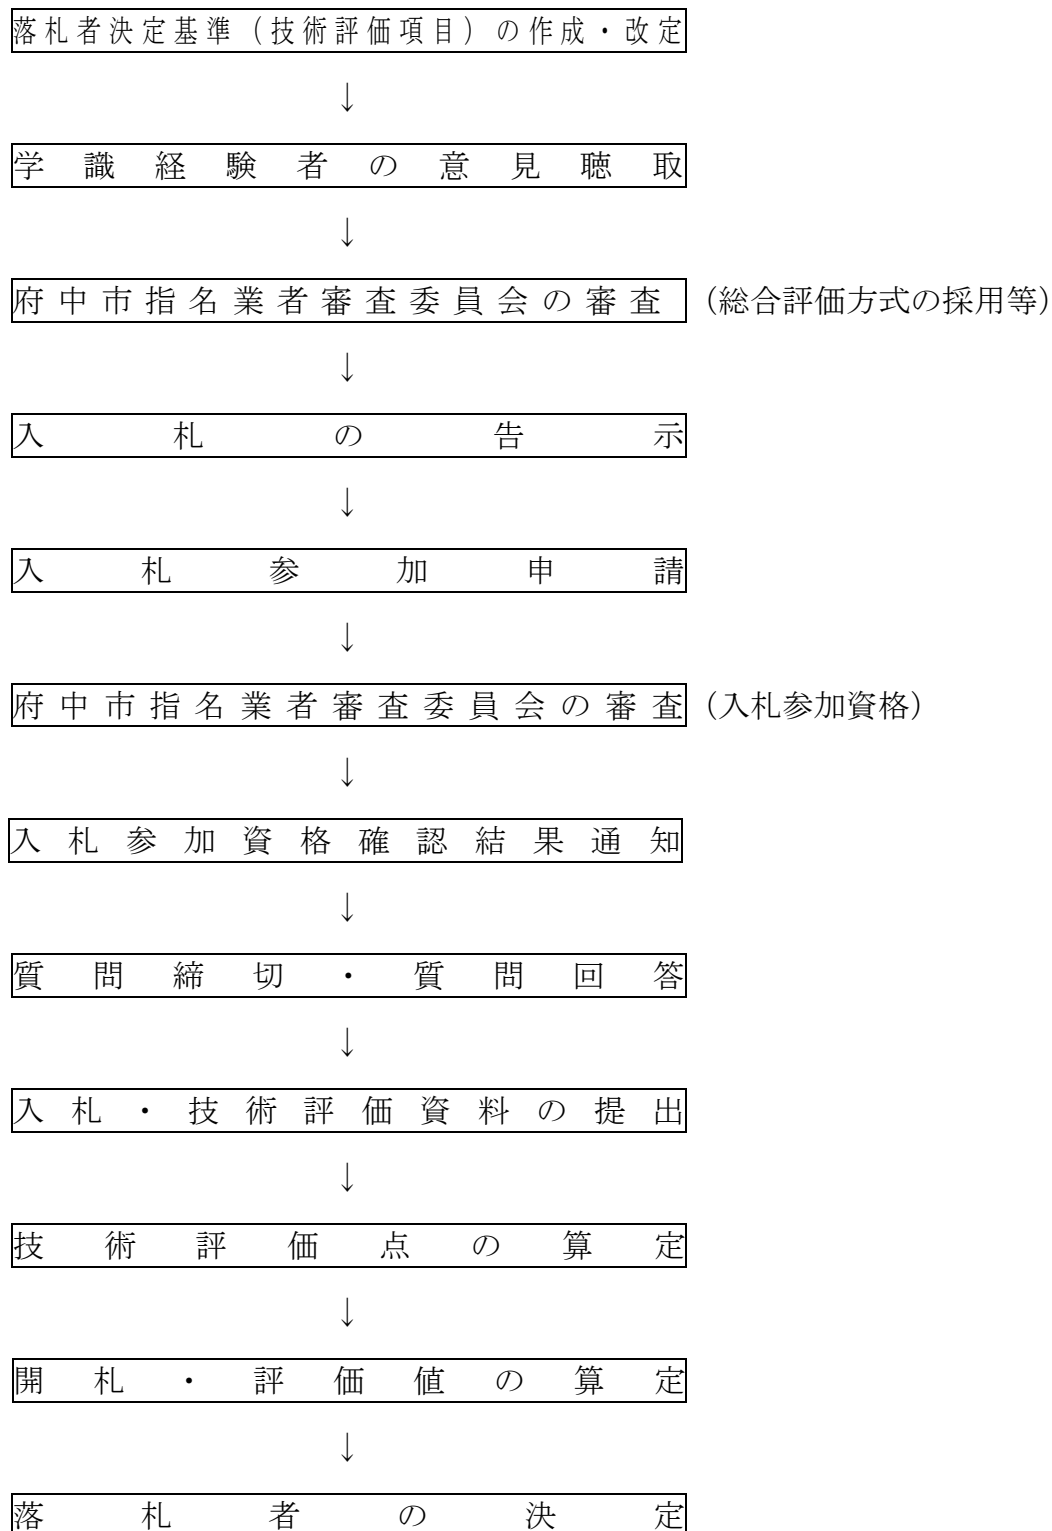 落札者決定基準（技術評価項目）の作成・改定
↓
学識経験者の意見聴取
↓
府中市指名業者審査委員会の審査（総合評価方式の採用等）
↓
入札の告示
↓
入札参加申請
↓
府中市指名業者審査委員会の審査（入札参加資格）
↓
入札参加資格確認結果通知
↓
質問締切・質問回答
↓
入札・技術評価資料の提出
↓
技術評価点の算定
↓
開札・評価値の算定
↓
落札者の決定